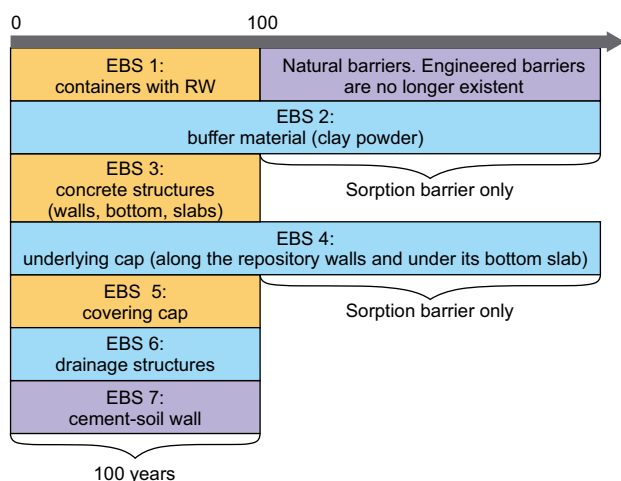 0
100
EBS 1:
containers with RW
Natural barriers. Engineered barriers
are no longer existent
EBS 2:
buffer material (clay powder)
EBS 3:
concrete structures
(walls, bottom, slabs)
Sorption barrier only
EBS 4:
underlying cap (along the repository walls and under its bottom slab)
EBS 5:
covering cap
Sorption barrier only
EBS 6:
drainage structures
EBS 7:
cement-soil wall
100 years